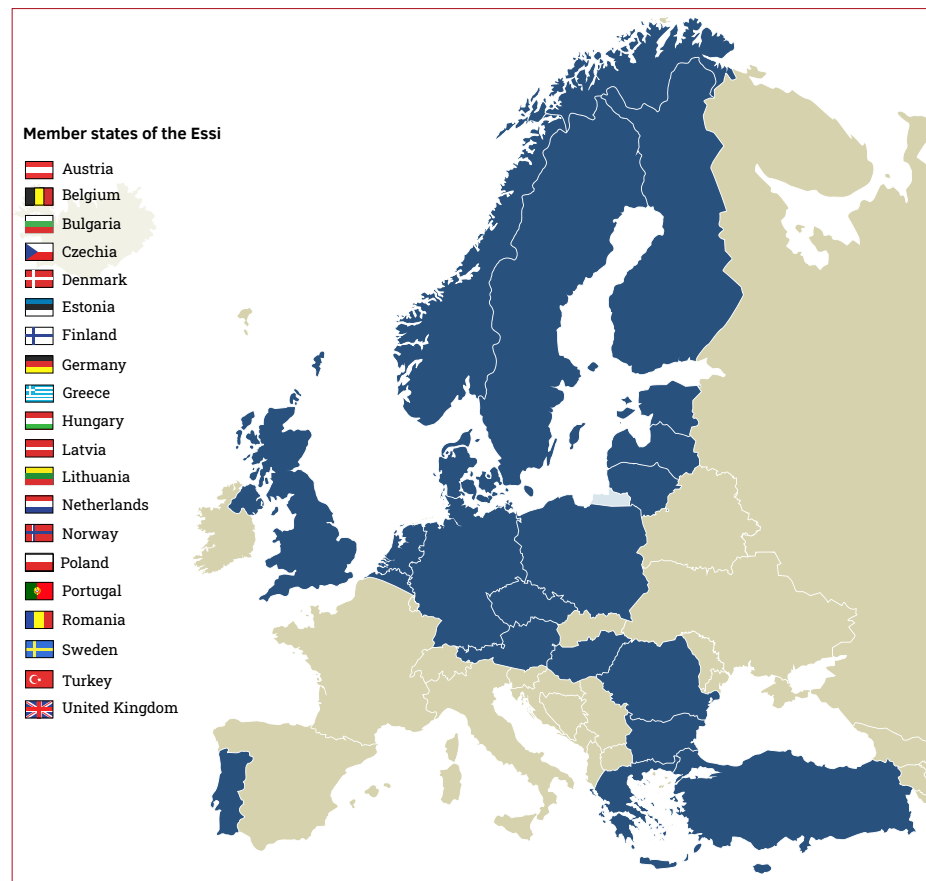 Member states of the Essi
Austria
Belgium
Bulgaria
Czechia
Denmark
Estonia
Finland
Germany
Greece
Hungary
Latvia
Lithuania
Netherlands
Norway
Poland
Portugal
Romania
Sweden
Turkey
United Kingdom